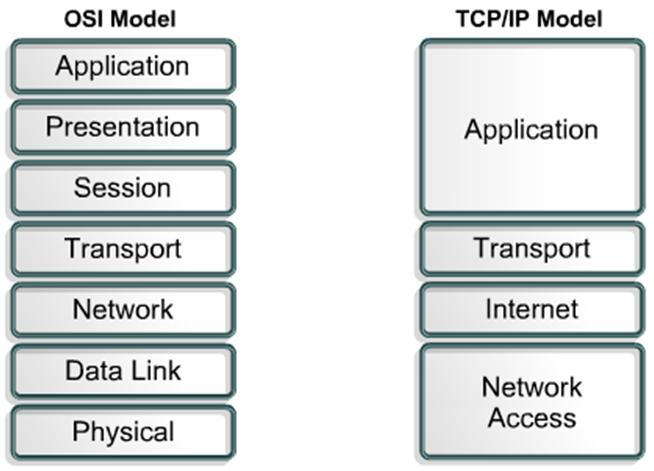 OSI Model
Application
Presentation
Session
Transport
Network
Data Link
Physical
TCP/IP Model
Application
Transport
Internet
Network
Access